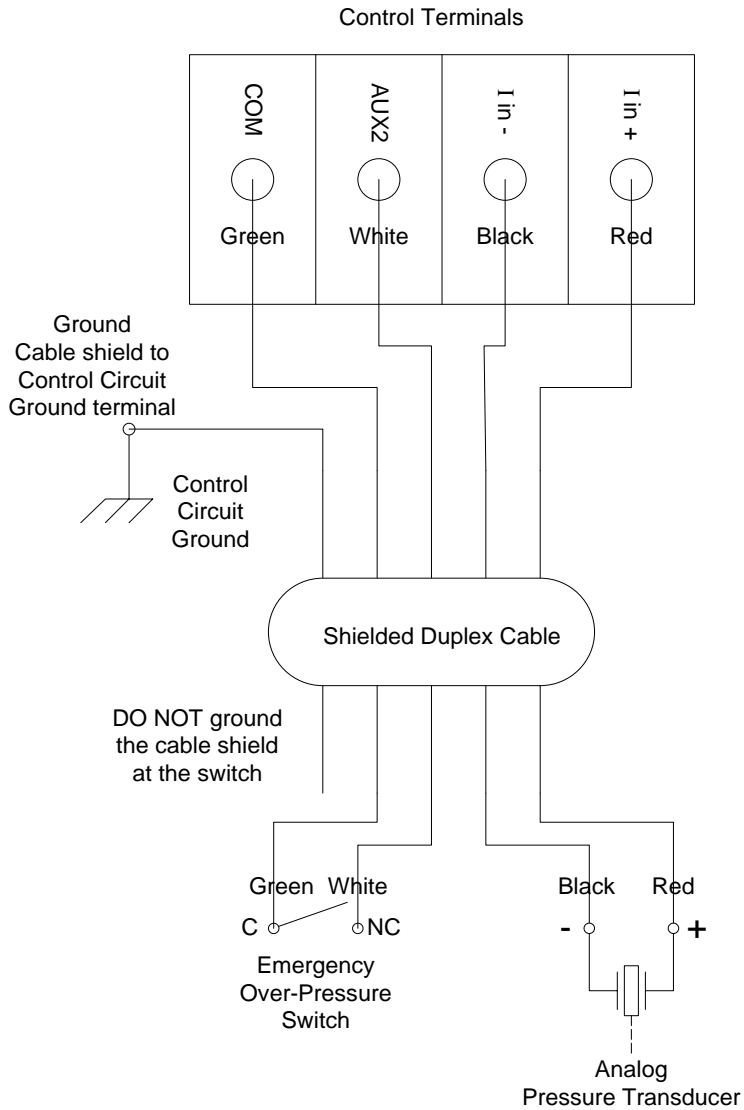 Control Terminals
COM
AUX2
I in -
I in +
Green
White
Black
Red
Ground
Cable shield to
Control Circuit
Ground terminal
Control
Circuit
Ground
Shielded Duplex Cable
DO NOT ground
the cable shield
at the switch
Green White
Black Red
C
NC
-
+
Emergency
Over-Pressure
Switch
Analog
Pressure Transducer